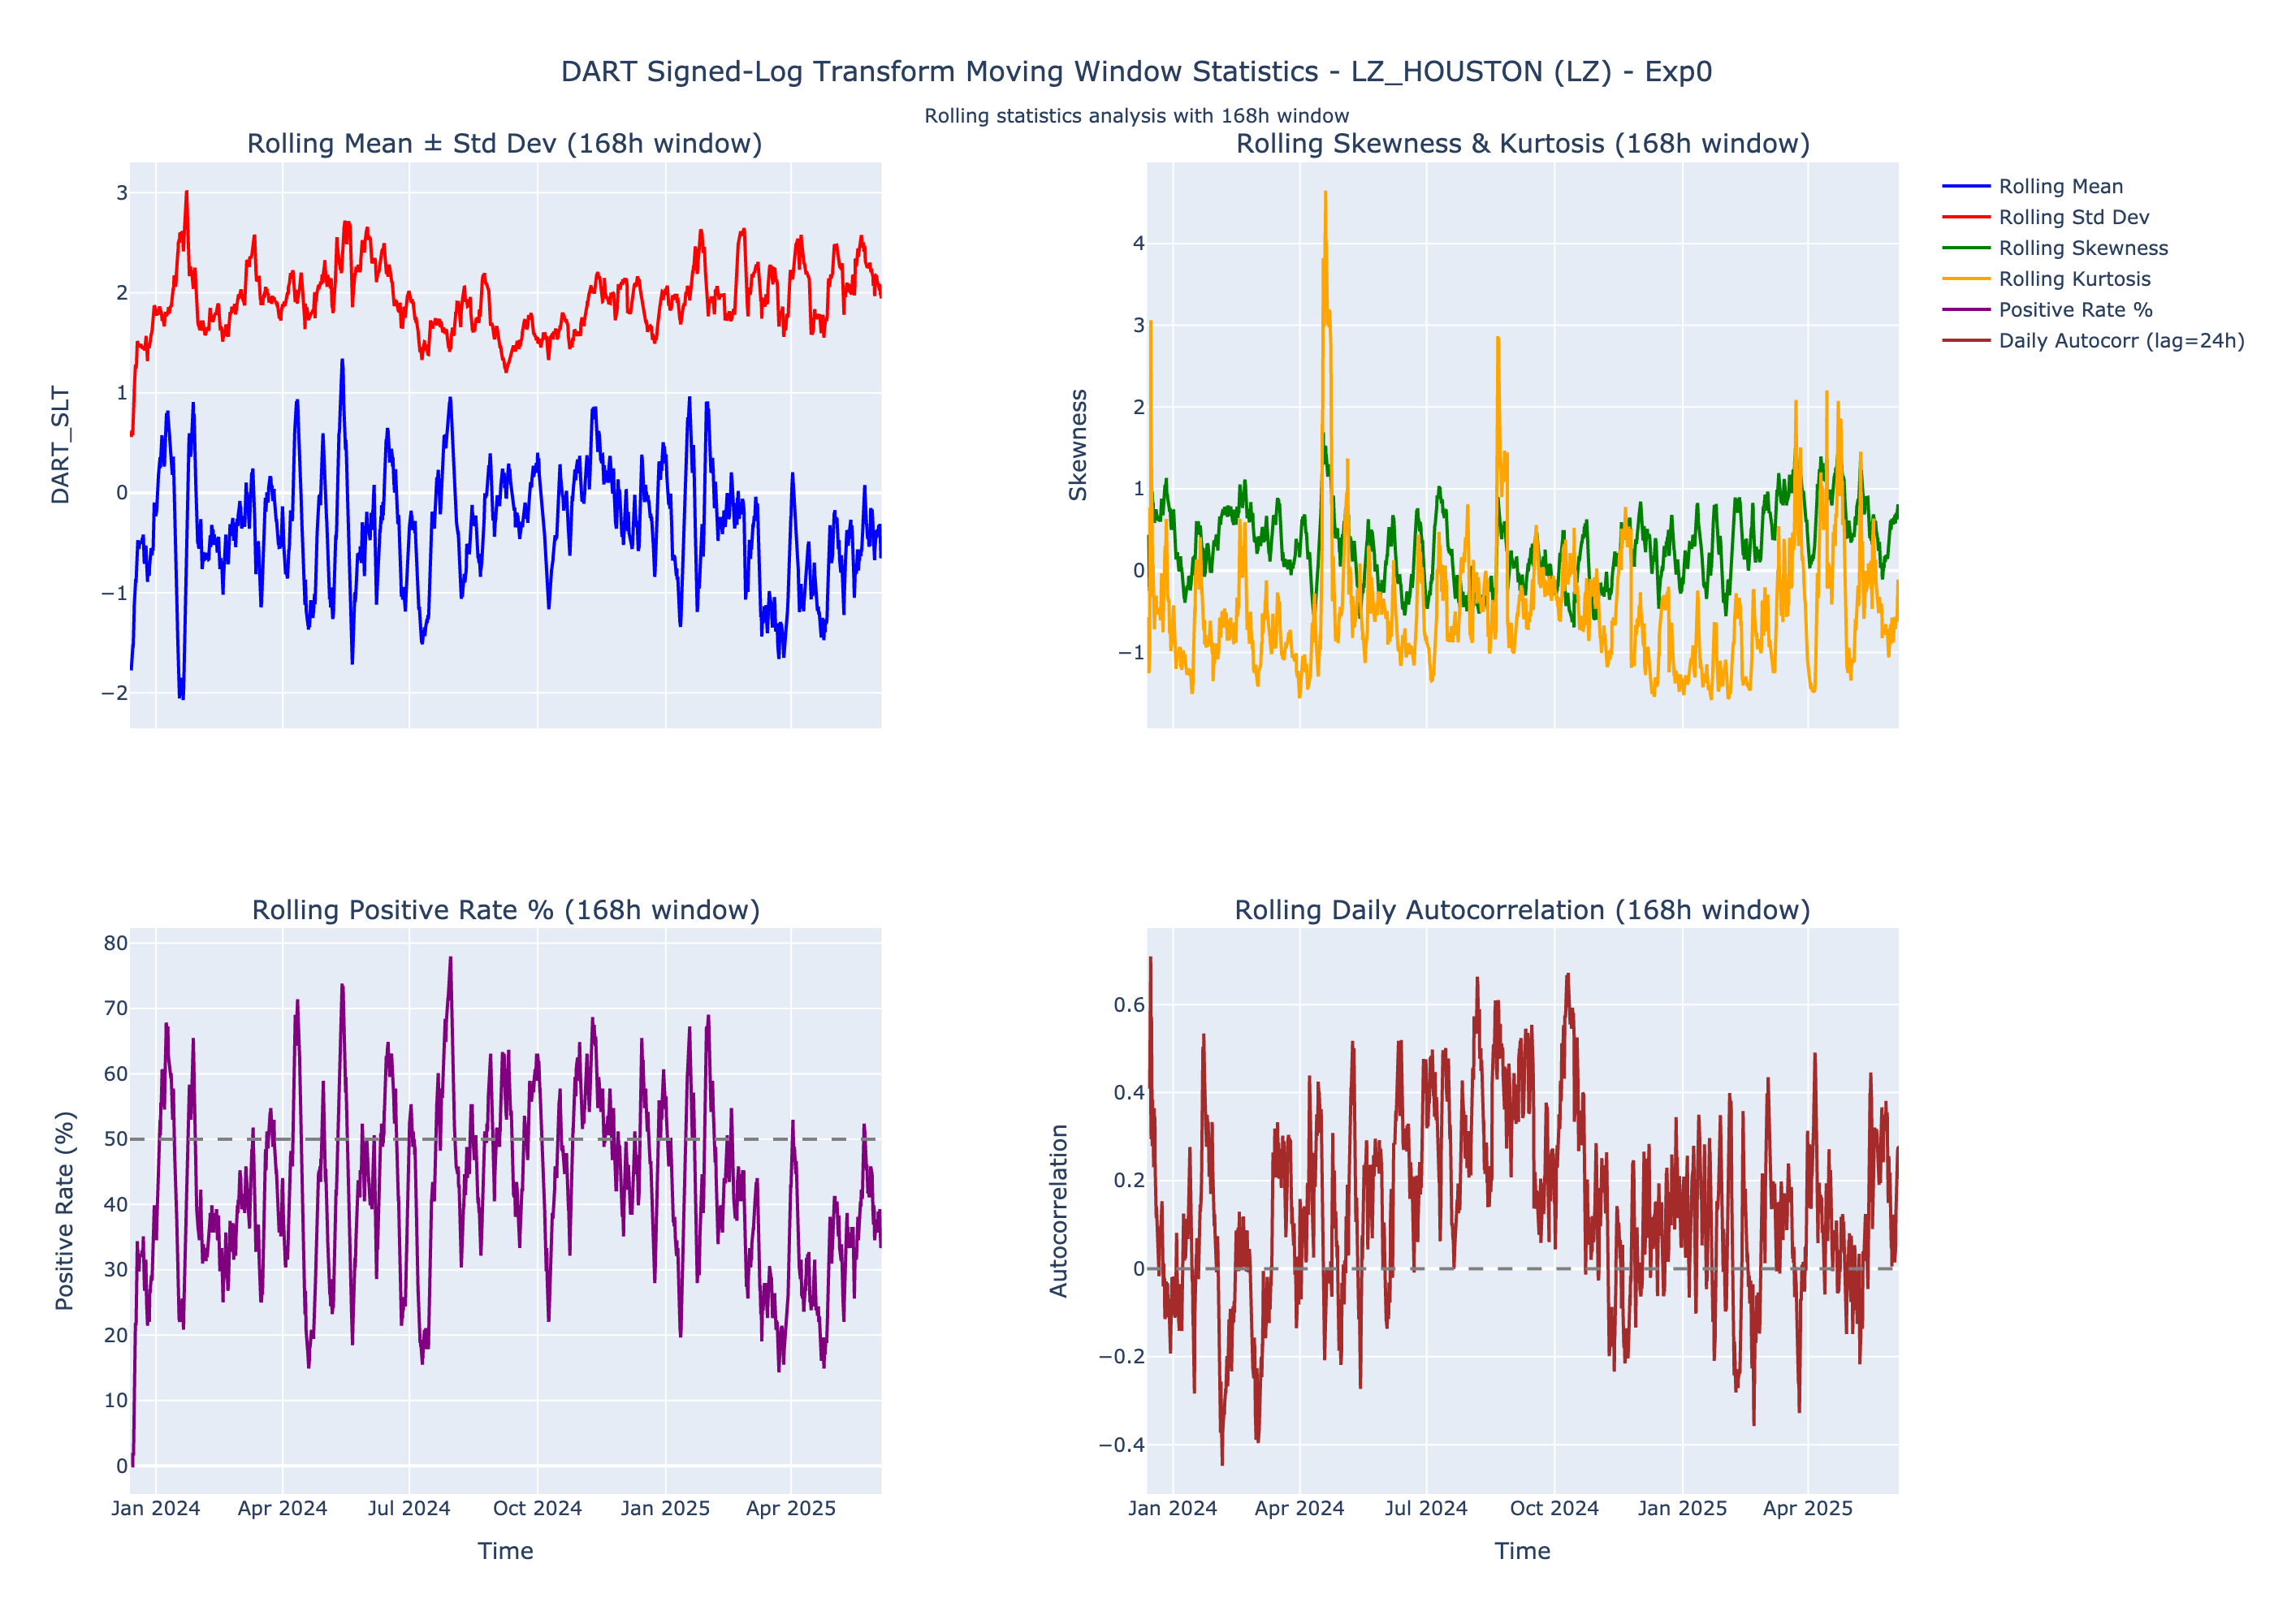 DART Signed-Log Transform Moving Window Statistics - LZ_HOUSTON (LZ) - Exp0
Rolling statistics analysis with 168h window
Rolling Mean ± Std Dev (168h window)
3
2
1
0
−1
−2
DART_SLT
Rolling Skewness & Kurtosis (168h window)
4
3
2
1
0
−1
Skewness
Rolling Mean
Rolling Std Dev
Rolling Skewness
Rolling Kurtosis
Positive Rate %
Daily Autocorr (lag=24h)
Rolling Positive Rate % (168h window)
80
70
60
50
40
30
20
10
0
Positive Rate (%)
Jan 2024 Apr 2024 Jul 2024 Oct 2024 Jan 2025 Apr 2025
Time
Rolling Daily Autocorrelation (168h window)
0.6
0.4
0.2
0
−0.2
−0.4
Autocorrelation
Jan 2024 Apr 2024 Jul 2024 Oct 2024 Jan 2025 Apr 2025
Time